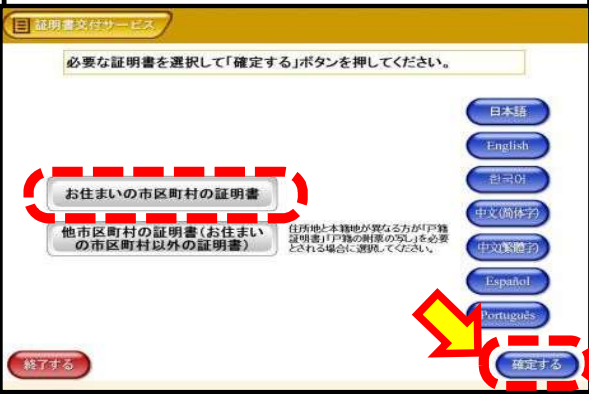 証明書交付サービス
必要な証明書を選択して「確定する」ボタンを押してください。
日本語
English
한국어
お住まいの市区町村の証明書
中文(简体字)
他市区町村の証明書(お住まい
の市区町村以外の証明書)
住所地と本籍地が異なる方が「戸籍
証明書」「戸籍の附票の写し」を必要
とされる場合に選択してください。
中文(繁體字)
Español
Português
終了する
確定する